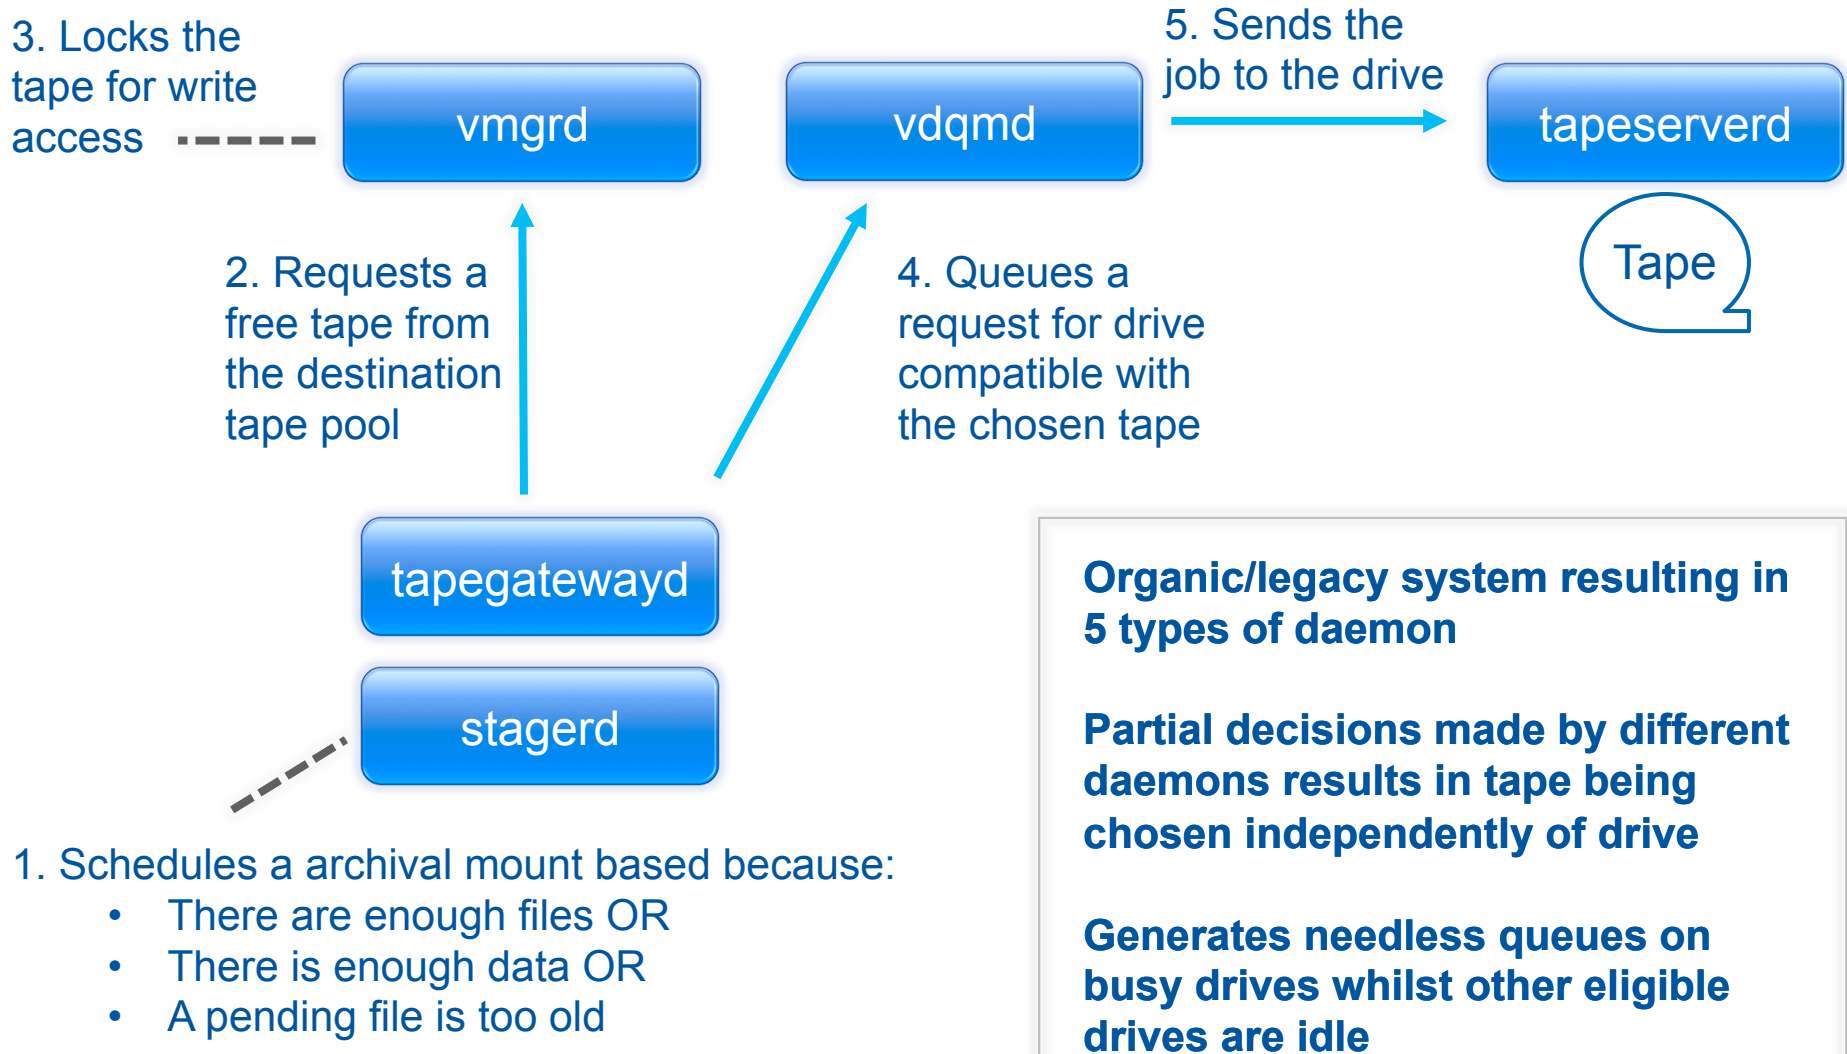 3. Locks the
tape for write
access
vmgrd
vdqmd
5. Sends the
job to the drive
tapeserverd
Tape
2. Requests a
free tape from
the destination
tape pool
4. Queues a
request for drive
compatible with
the chosen tape
tapegatewayd
stagerd
1. Schedules a archival mount based because:
• There are enough files OR
• There is enough data OR
• A pending file is too old
Organic/legacy system resulting in
5 types of daemon
Partial decisions made by different
daemons results in tape being
chosen independently of drive
Generates needless queues on
busy drives whilst other eligible
drives are idle